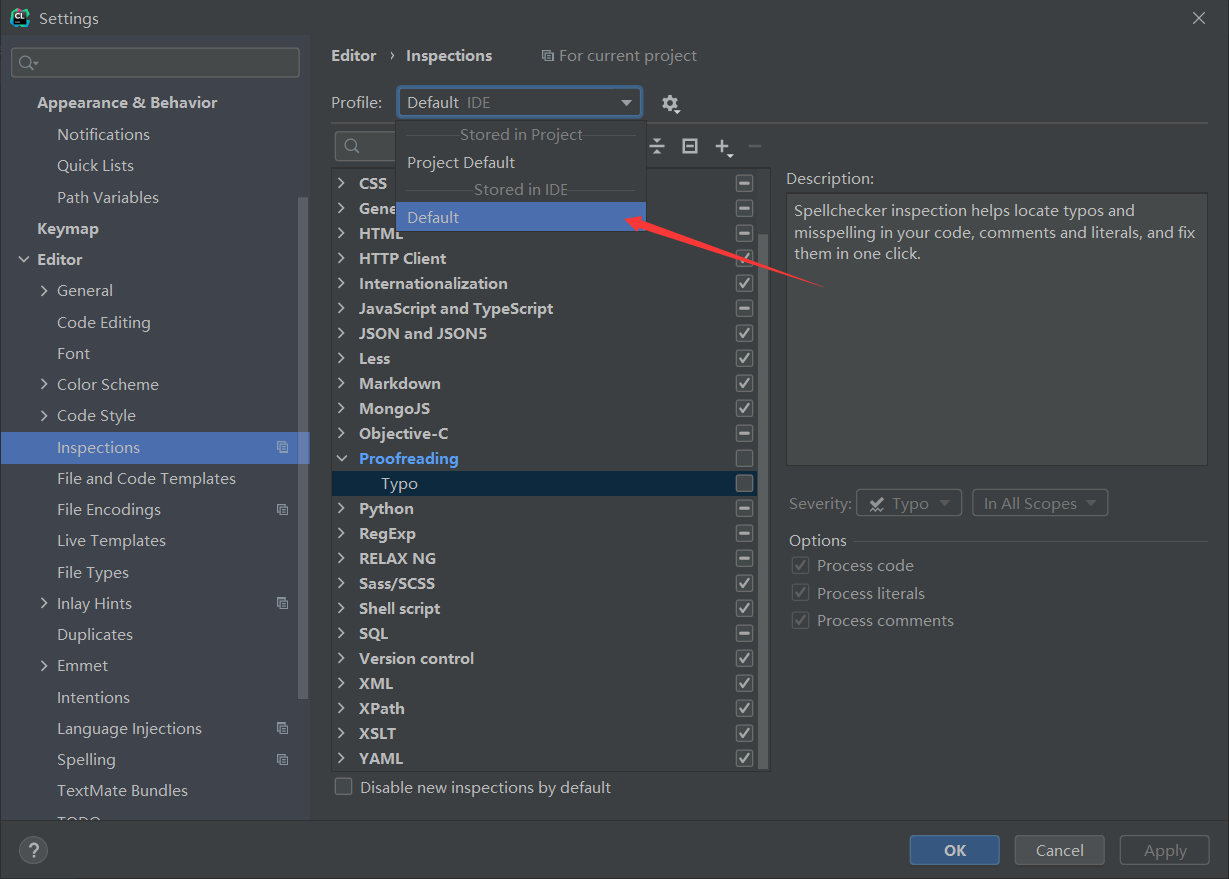 CL Settings
Appearance & Behavior
Notifications
Quick Lists
Path Variables
Keymap
Editor
General
Code Editing
Font
Color Scheme
Code Style
Inspections
File and Code Templates
File Encodings
Live Templates
File Types
Inlay Hints
Duplicates
Emmet
Intentions
Language Injections
Spelling
TextMate Bundles
TODO
Editor › Inspections For current project
Profile: Default IDE
Stored in Project
Project Default
Stored in IDE
Default
CSS
Gene
HTML
HTTP Client
Internationalization
JavaScript and TypeScript
JSON and JSON5
Less
Markdown
MongoJS
Objective-C
Proofreading
Typo
Python
RegExp
RELAX NG
Sass/SCSS
Shell script
SQL
Version control
XML
XPath
XSLT
YAML
Disable new inspections by default
Description:
Spellchecker inspection helps locate typos and
misspelling in your code, comments and literals, and fix
them in one click.
Severity: Typo In All Scopes
Options
Process code
Process literals
Process comments
? OK Cancel Apply